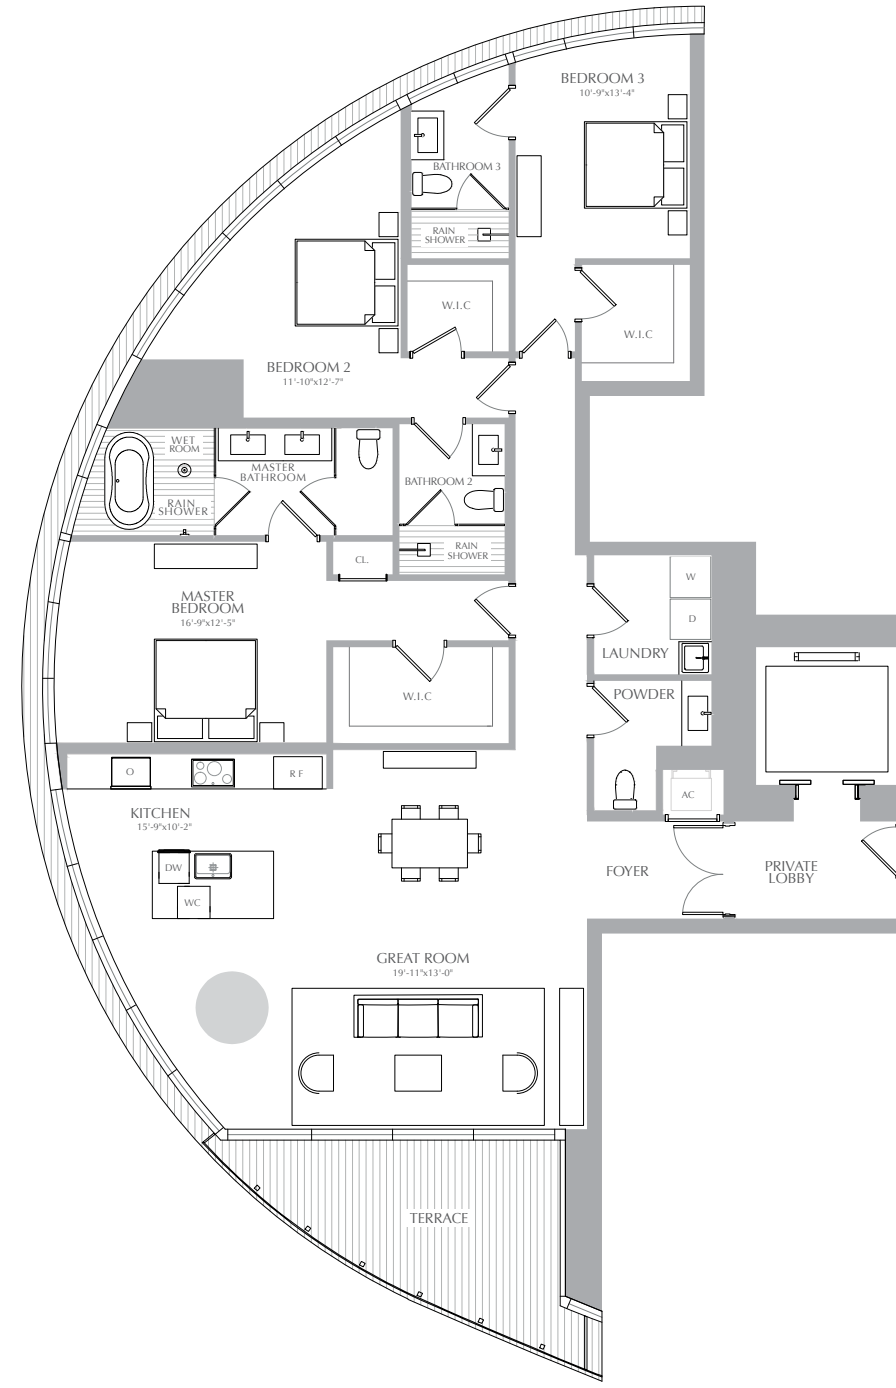 BEDROOM 3
10'-9"x13'-4"
BATHROOM 3
RAIN
SHOWER
W.I.C
W.I.C
BEDROOM 2
11'-10"x12'-7"
WET
ROOM
MASTER
BATHROOM
RAIN
SHOWER
BATHROOM 2
RAIN
SHOWER
CL.
MASTER
BEDROOM
16'-9"x12'-5"
W
D
LAUNDRY
W.I.C
POWDER
O
R F
AC
KITCHEN
15'-9"x10'-2"
DW
WC
FOYER
PRIVATE
LOBBY
GREAT ROOM
19'-11"x13'-0"
TERRACE